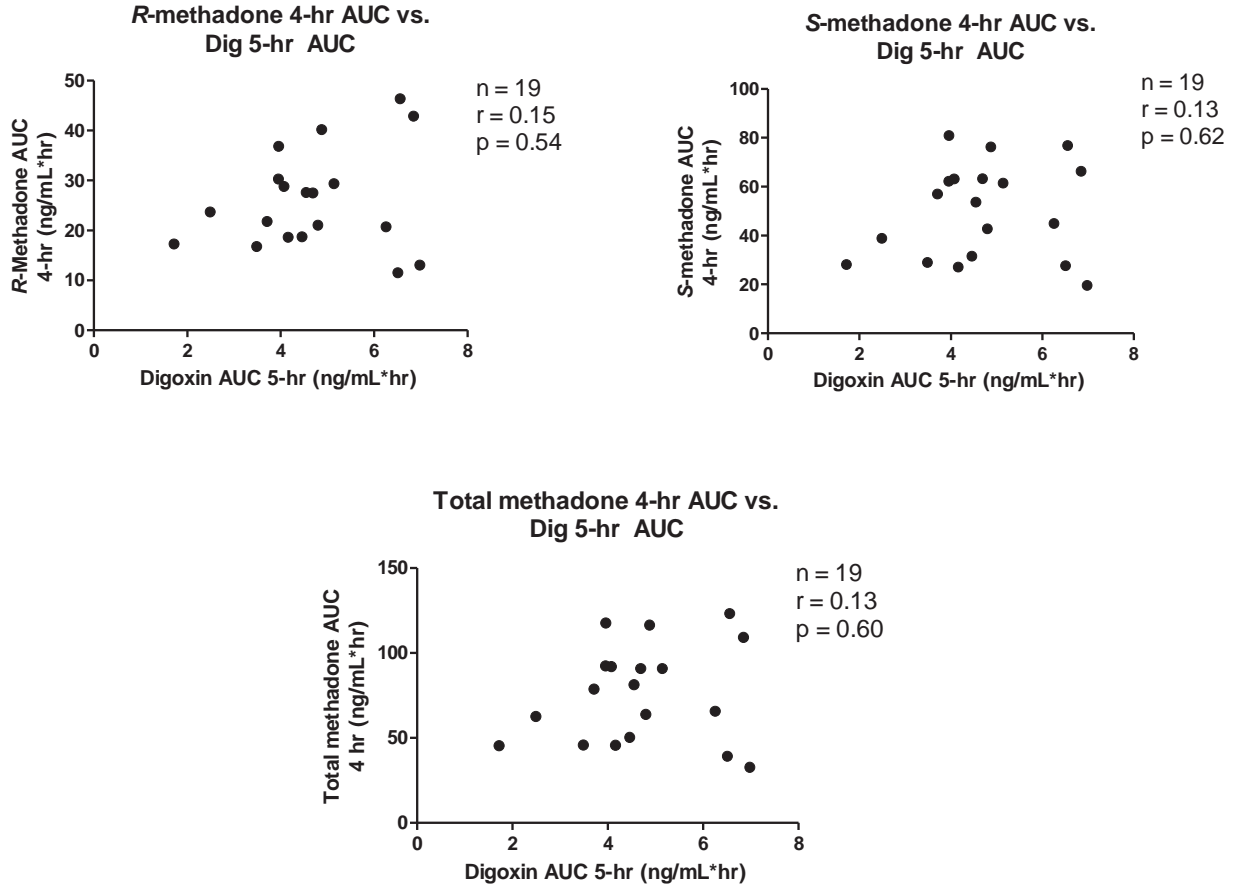 R-methadone 4-hr AUC vs.
Dig 5-hr AUC
n = 19
r = 0.15
p = 0.54
R-Methadone AUC
4-hr (ng/mL*hr)
50
40
30
20
10
0
0 2 4 6 8
Digoxin AUC 5-hr (ng/mL*hr)
S-methadone 4-hr AUC vs.
Dig 5-hr AUC
n = 19
r = 0.13
p = 0.62
S-methadone AUC
4-hr (ng/mL*hr)
100
80
60
40
20
0
0 2 4 6 8
Digoxin AUC 5-hr (ng/mL*hr)
Total methadone 4-hr AUC vs.
Dig 5-hr AUC
n = 19
r = 0.13
p = 0.60
Total methadone AUC
4 hr (ng/mL*hr)
150
100
50
0
0 2 4 6 8
Digoxin AUC 5-hr (ng/mL*hr)